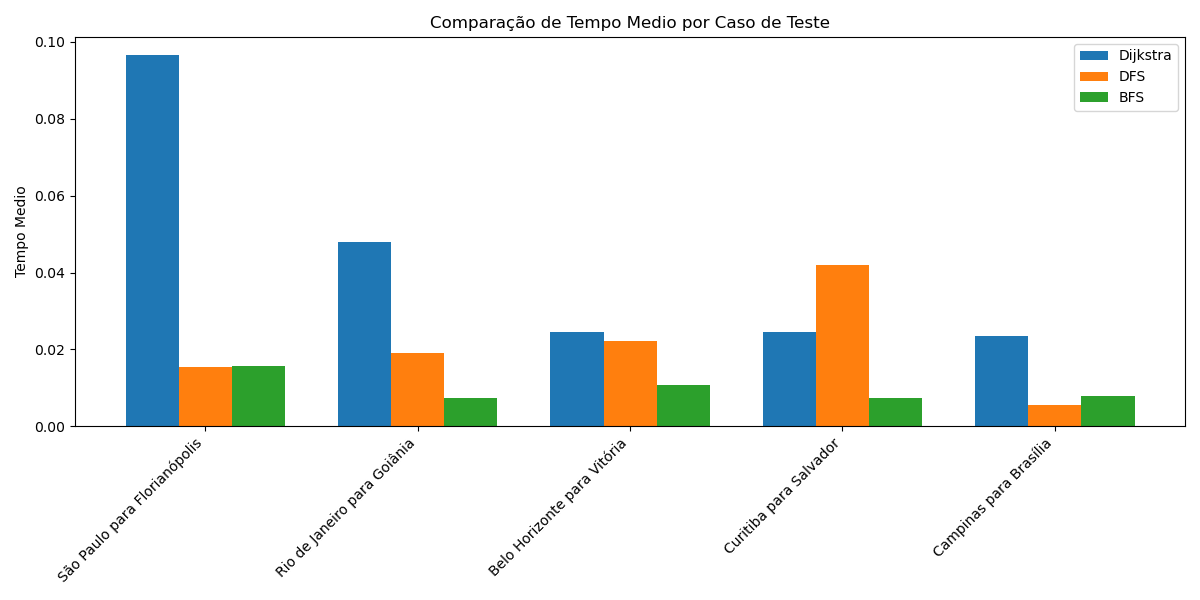 Comparação de Tempo Medio por Caso de Teste
Dijkstra
DFS
BFS
Tempo Medio
0.10
0.08
0.06
0.04
0.02
0.00
São Paulo para Florianópolis
Rio de Janeiro para Goiânia
Belo Horizonte para Vitória
Curitiba para Salvador
Campinas para Brasília